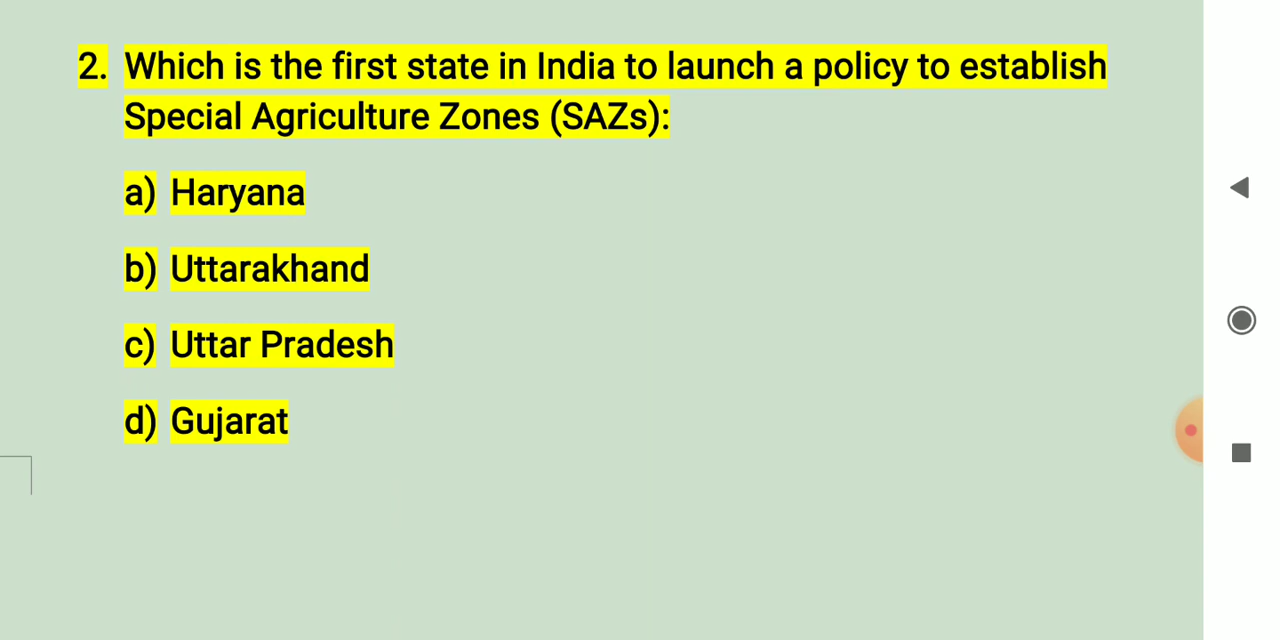 2. Which is the first state in India to launch a policy to establish
Special Agriculture Zones (SAZs):
a) Haryana
b) Uttarakhand
c) Uttar Pradesh
d) Gujarat